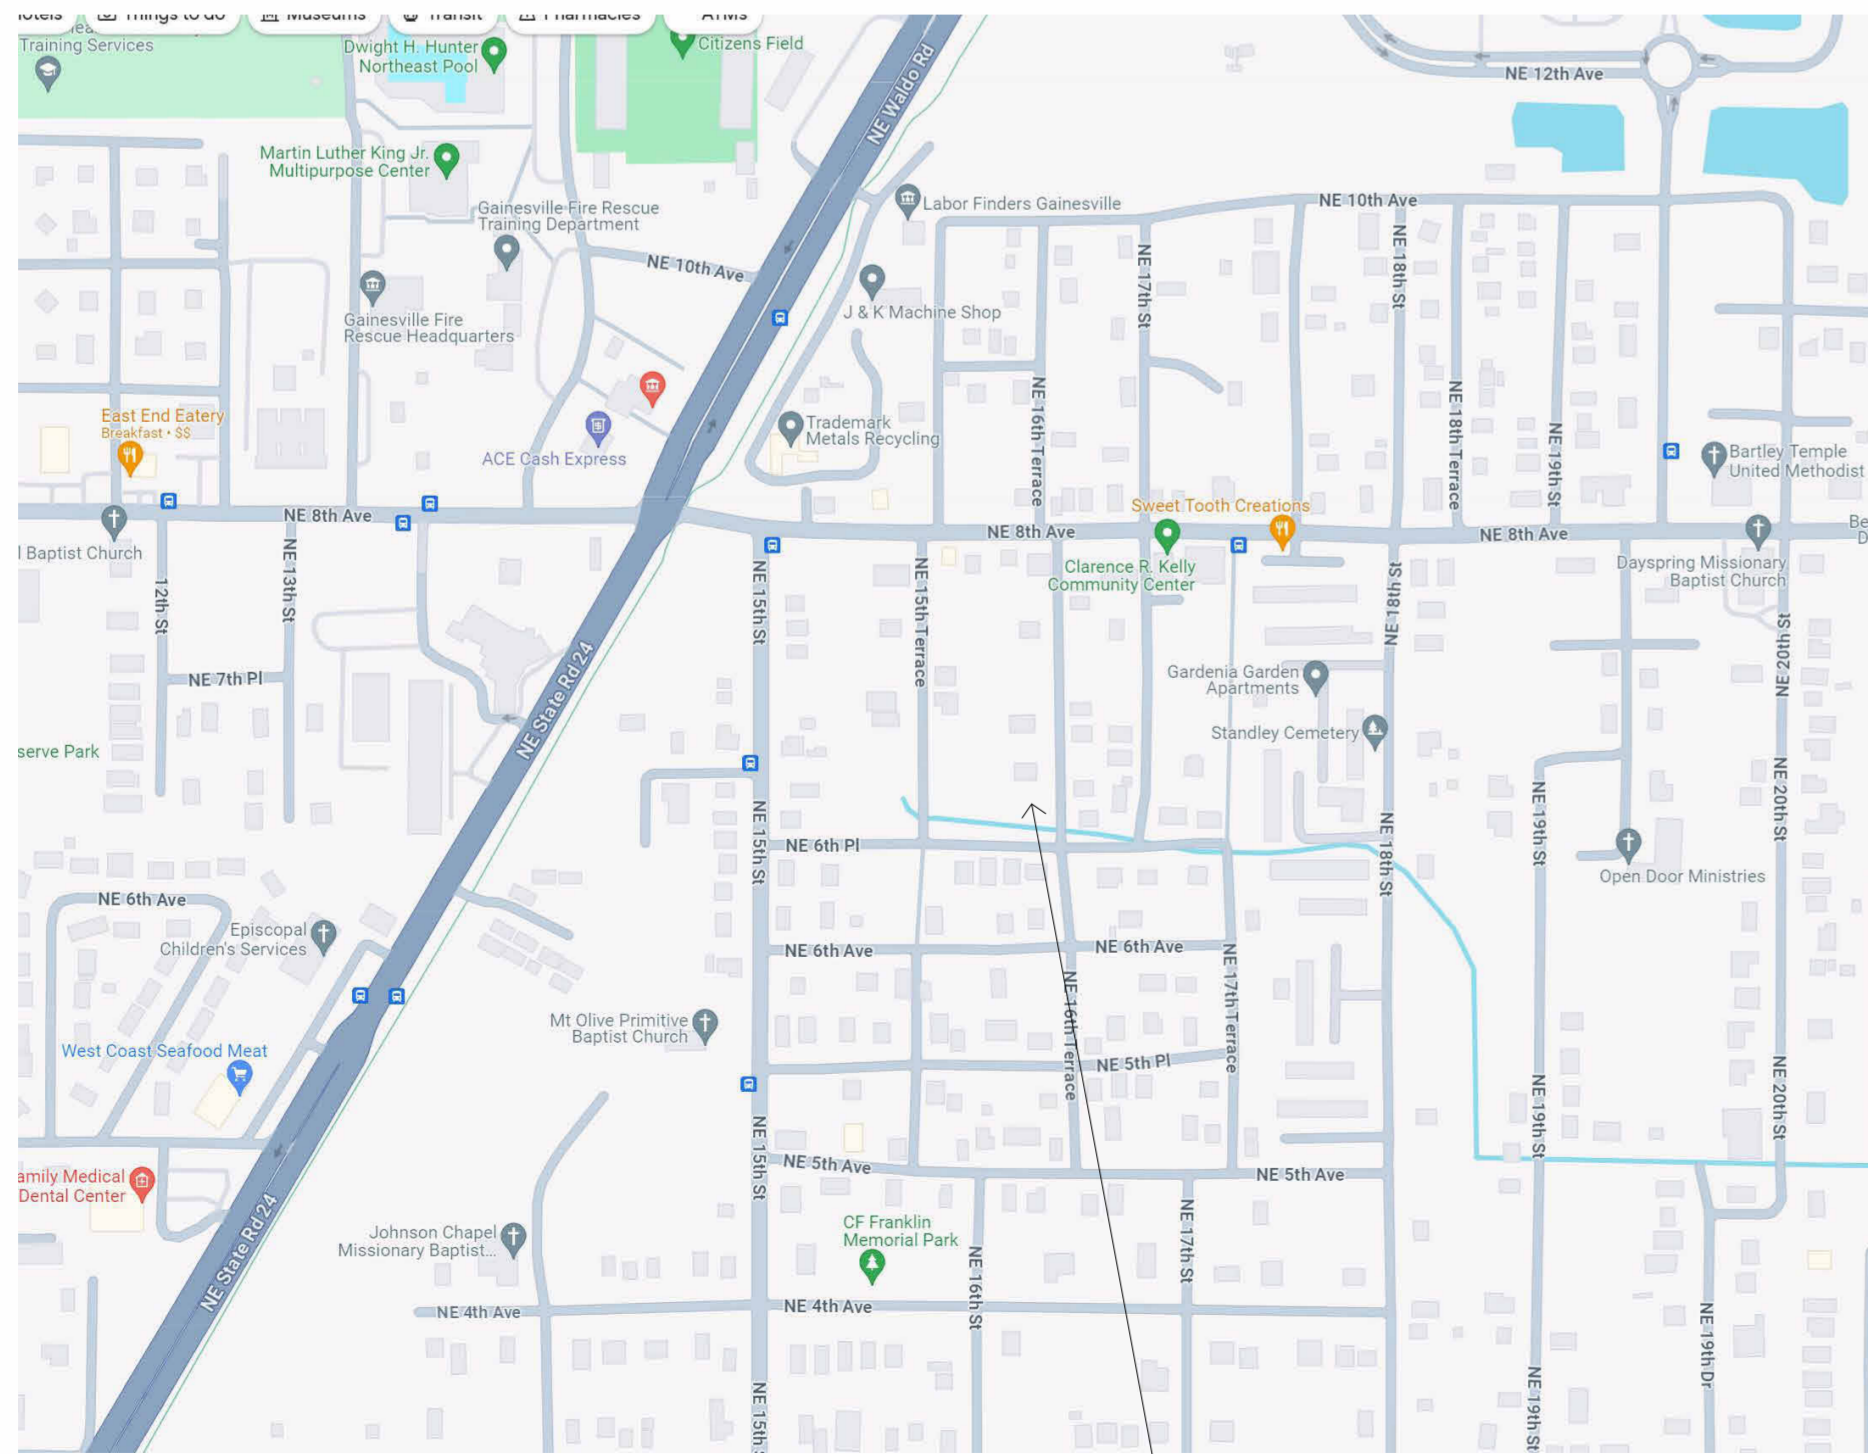 Things to do
Museums
Transit
Pharmacies
ATMs
Training Services
Dwight H. Hunter
Northeast Pool
Citizens Field
NE Waldo Rd
NE 12th Ave
Martin Luther King Jr.
Multipurpose Center
Gainesville Fire Rescue
Training Department
Labor Finders Gainesville
NE 10th Ave
NE 10th Ave
NE 17th St
NE 18th St
J & K Machine Shop
Gainesville Fire
Rescue Headquarters
East End Eatery
Breakfast • $$
ACE Cash Express
Trademark
Metals Recycling
NE 16th Terrace
NE 18th Terrace
NE 19th St
Bartley Temple
United Methodist
Sweet Tooth Creations
NE 8th Ave
NE 8th Ave
NE 8th Ave
Baptist Church
Clarence R. Kelly
Community Center
Dayspring Missionary
Baptist Church
12th St
NE 13th St
NE 15th St
NE 15th Terrace
NE 18th St
NE 20th St
NE 7th Pl
NE State Rd 24
Gardenia Garden
Apartments
Standley Cemetery
serve Park
NE 15th St
NE 6th Pl
NE 18th St
NE 19th St
NE 20th St
Open Door Ministries
NE 6th Ave
Episcopal
Children's Services
NE 6th Ave
NE 6th Ave
NE 16th Terrace
NE 17th Terrace
Mt Olive Primitive
Baptist Church
West Coast Seafood Meat
NE 5th Pl
NE 19th St
NE 20th St
NE 15th St
NE 5th Ave
NE 5th Ave
amily Medical
Dental Center
NE State Rd 24
Johnson Chapel
Missionary Baptist...
CF Franklin
Memorial Park
NE 16th St
NE 17th St
NE 4th Ave
NE 4th Ave
NE 19th Dr
NE 15th S
NE 19th St